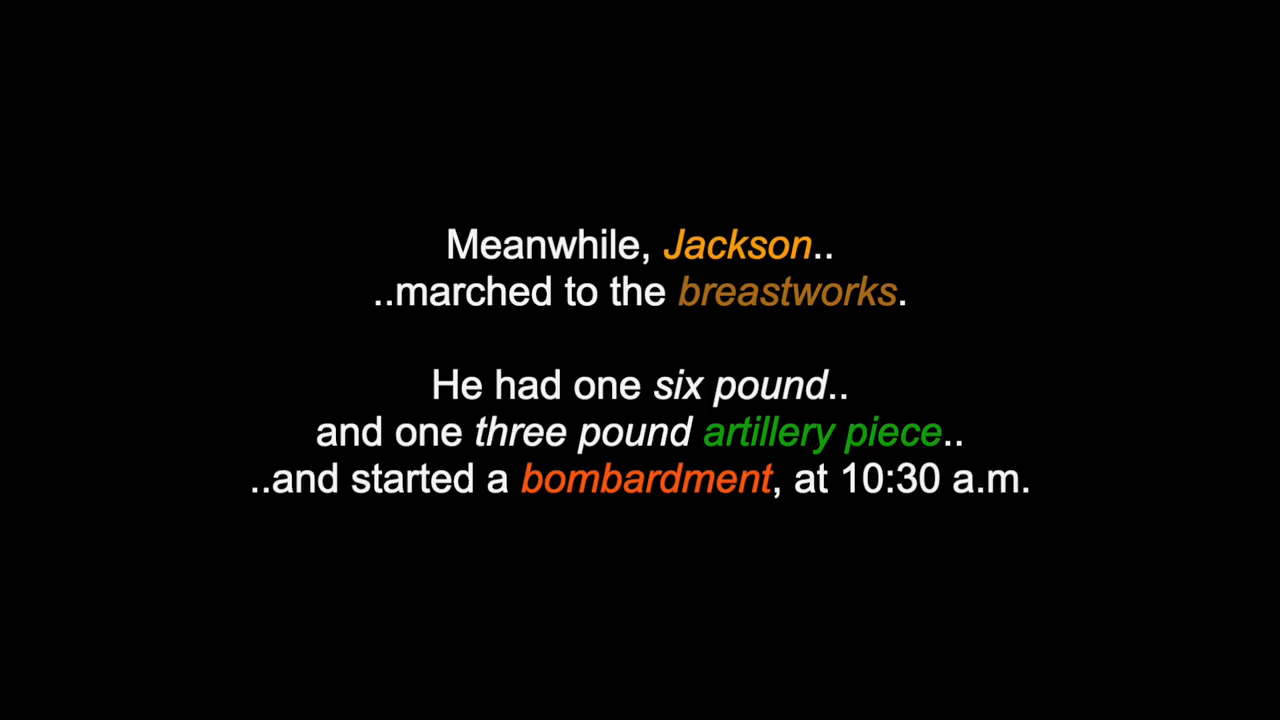 Meanwhile, Jackson..
..marched to the breastworks.
He had one six pound..
and one three pound artillery piece..
..and started a bombardment, at 10:30 a.m.